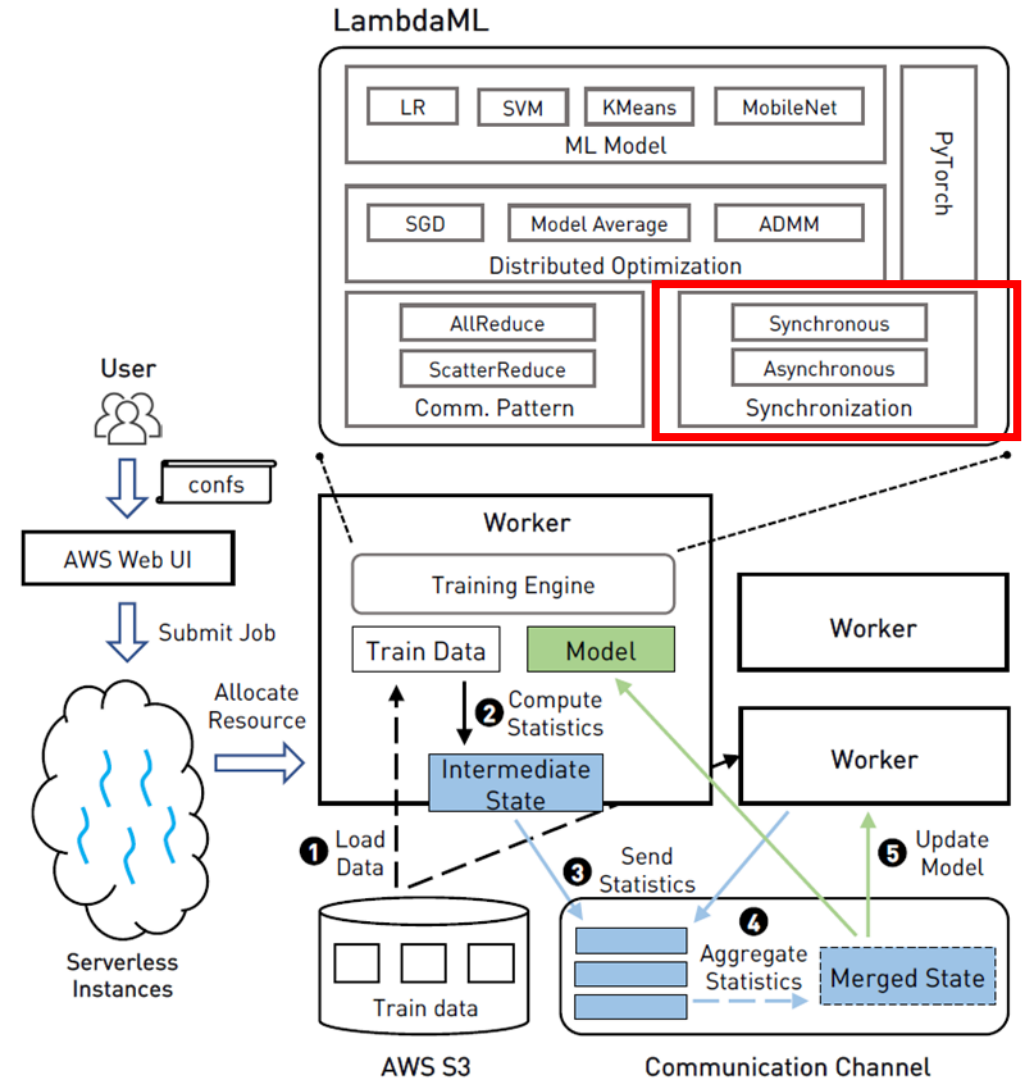 LambdaML
LR
SVM
KMeans
MobileNet
ML Model
PyTorch
SGD
Model Average
ADMM
Distributed Optimization
AllReduce
ScatterReduce
Comm. Pattern
Synchronous
Asynchronous
Synchronization
User
confs
AWS Web UI
Submit Job
Allocate
Resource
Serverless
Instances
Worker
Training Engine
Train Data
Model
2 Compute
Statistics
Intermediate
State
Worker
Worker
1 Load
Data
3 Send
Statistics
5 Update
Model
4
Aggregate
Statistics
Merged State
Train data
AWS S3
Communication Channel